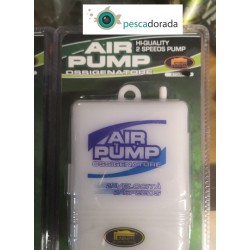 pescadorada
AIR
PUMP
OSSIGENATORE
HI-QUALITY
2 SPEEDS PUMP
AIR
PUMP
OSSIGENATORE